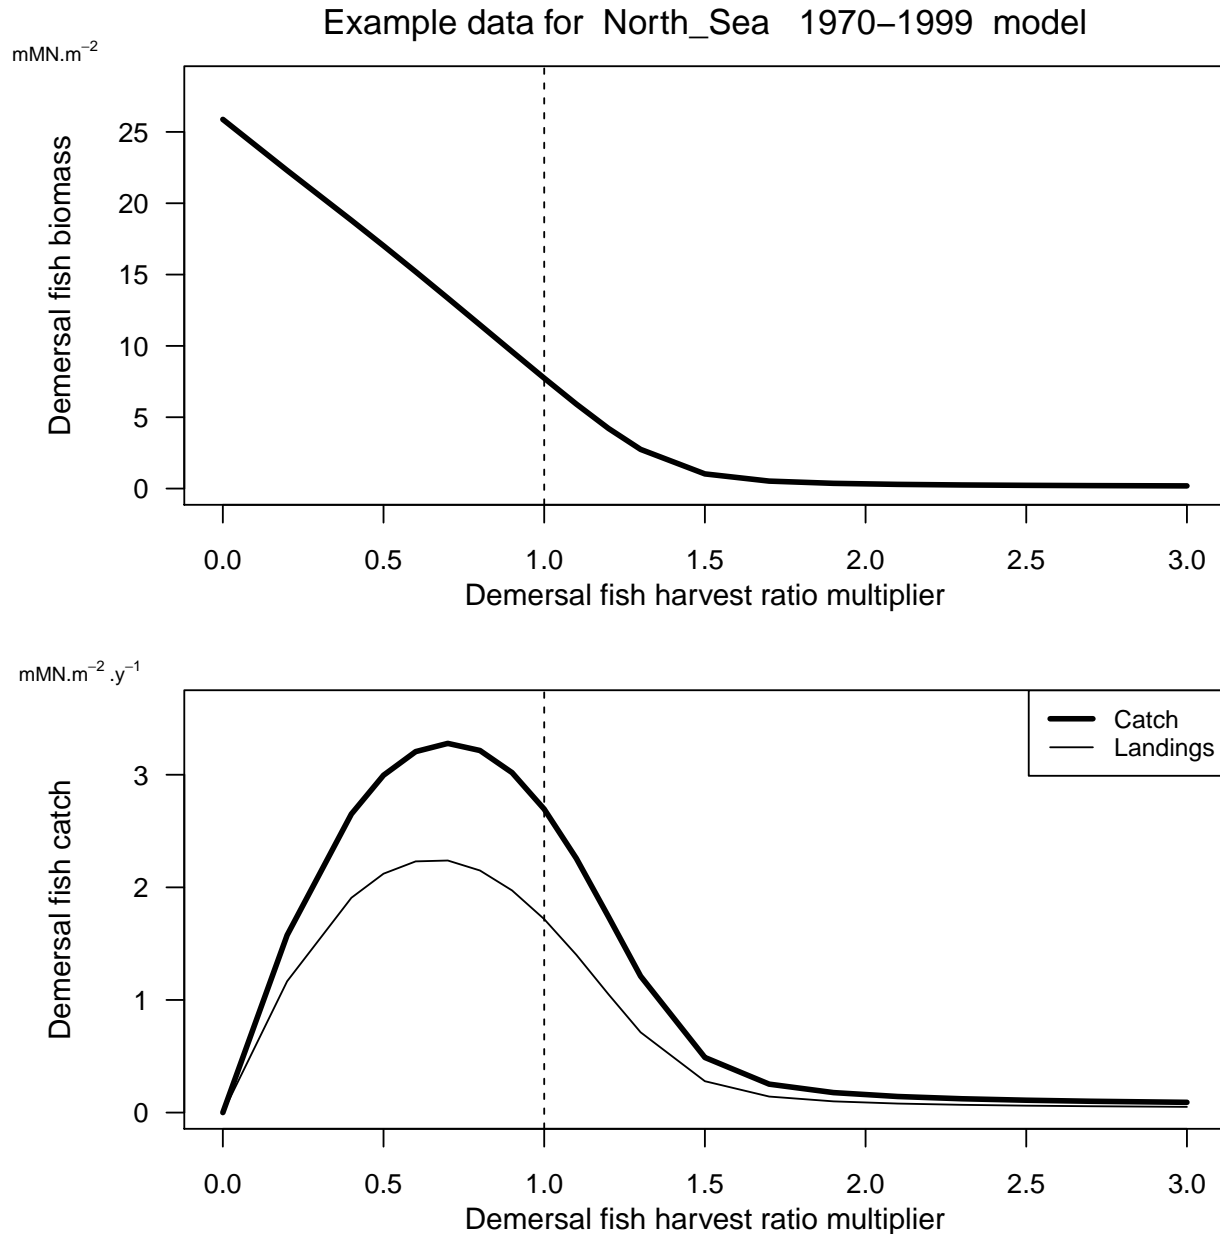 Example data for North_Sea 1970–1999 model
mMN.m−2
Demersal fish biomass
25
20
15
10
5
0
0.0 0.5 1.0 1.5 2.0 2.5 3.0
Demersal fish harvest ratio multiplier
mMN.m−2 .y−1
Demersal fish catch
Catch
Landings
3
2
1
0
0.0 0.5 1.0 1.5 2.0 2.5 3.0
Demersal fish harvest ratio multiplier